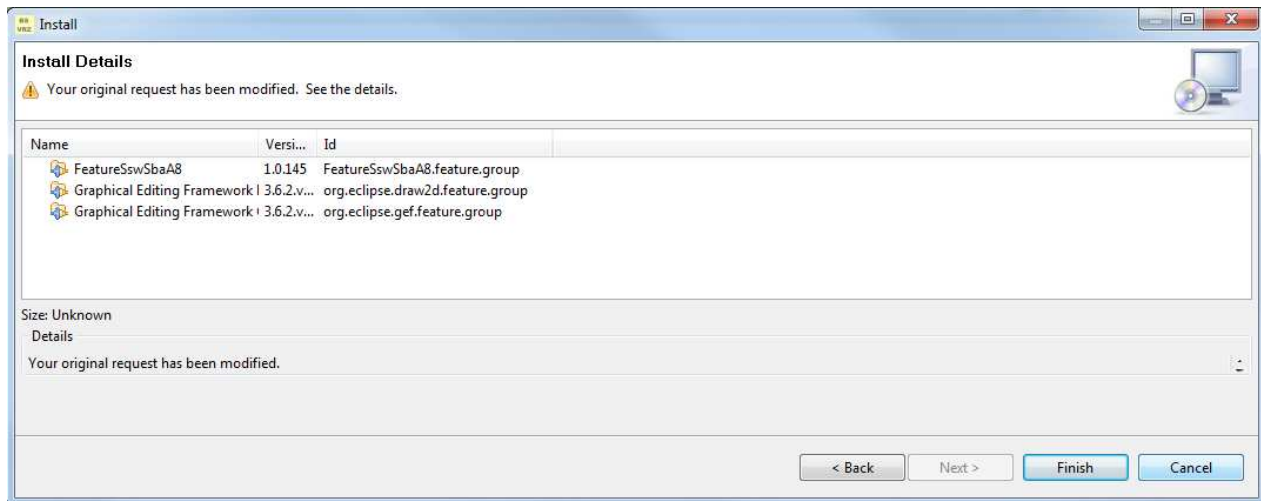 RS
VRZ
Install
Install Details
Your original request has been modified. See the details.
Name Versi... Id
FeatureSswSbaA8 1.0.145 FeatureSswSbaA8.feature.group
Graphical Editing Framework 3.6.2.v... org.eclipse.draw2d.feature.group
Graphical Editing Framework 3.6.2.v... org.eclipse.gef.feature.group
Size: Unknown
Details
Your original request has been modified.
< Back Next > Finish Cancel